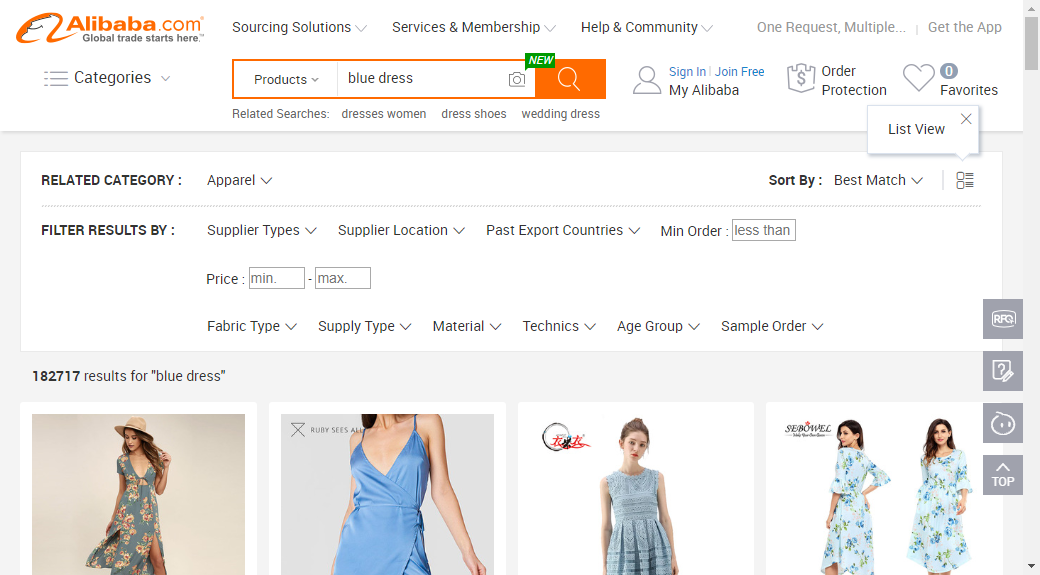 Alibaba.com
Global trade starts here.™
Sourcing Solutions
Services & Membership
Help & Community
One Request, Multiple...
Get the App
Categories
Products
blue dress
NEW
Sign In
Join Free
My Alibaba
Order
Protection
0
Favorites
Related Searches:
dresses women
dress shoes
wedding dress
List View
RELATED CATEGORY :
Apparel
Sort By :
Best Match
FILTER RESULTS BY :
Supplier Types
Supplier Location
Past Export Countries
Min Order :
less than
Price :
min.
-
max.
RFQ
Fabric Type
Supply Type
Material
Technics
Age Group
Sample Order
182717 results for "blue dress"
RUBY SEES ALL
友友
SEBOWEL
TOP